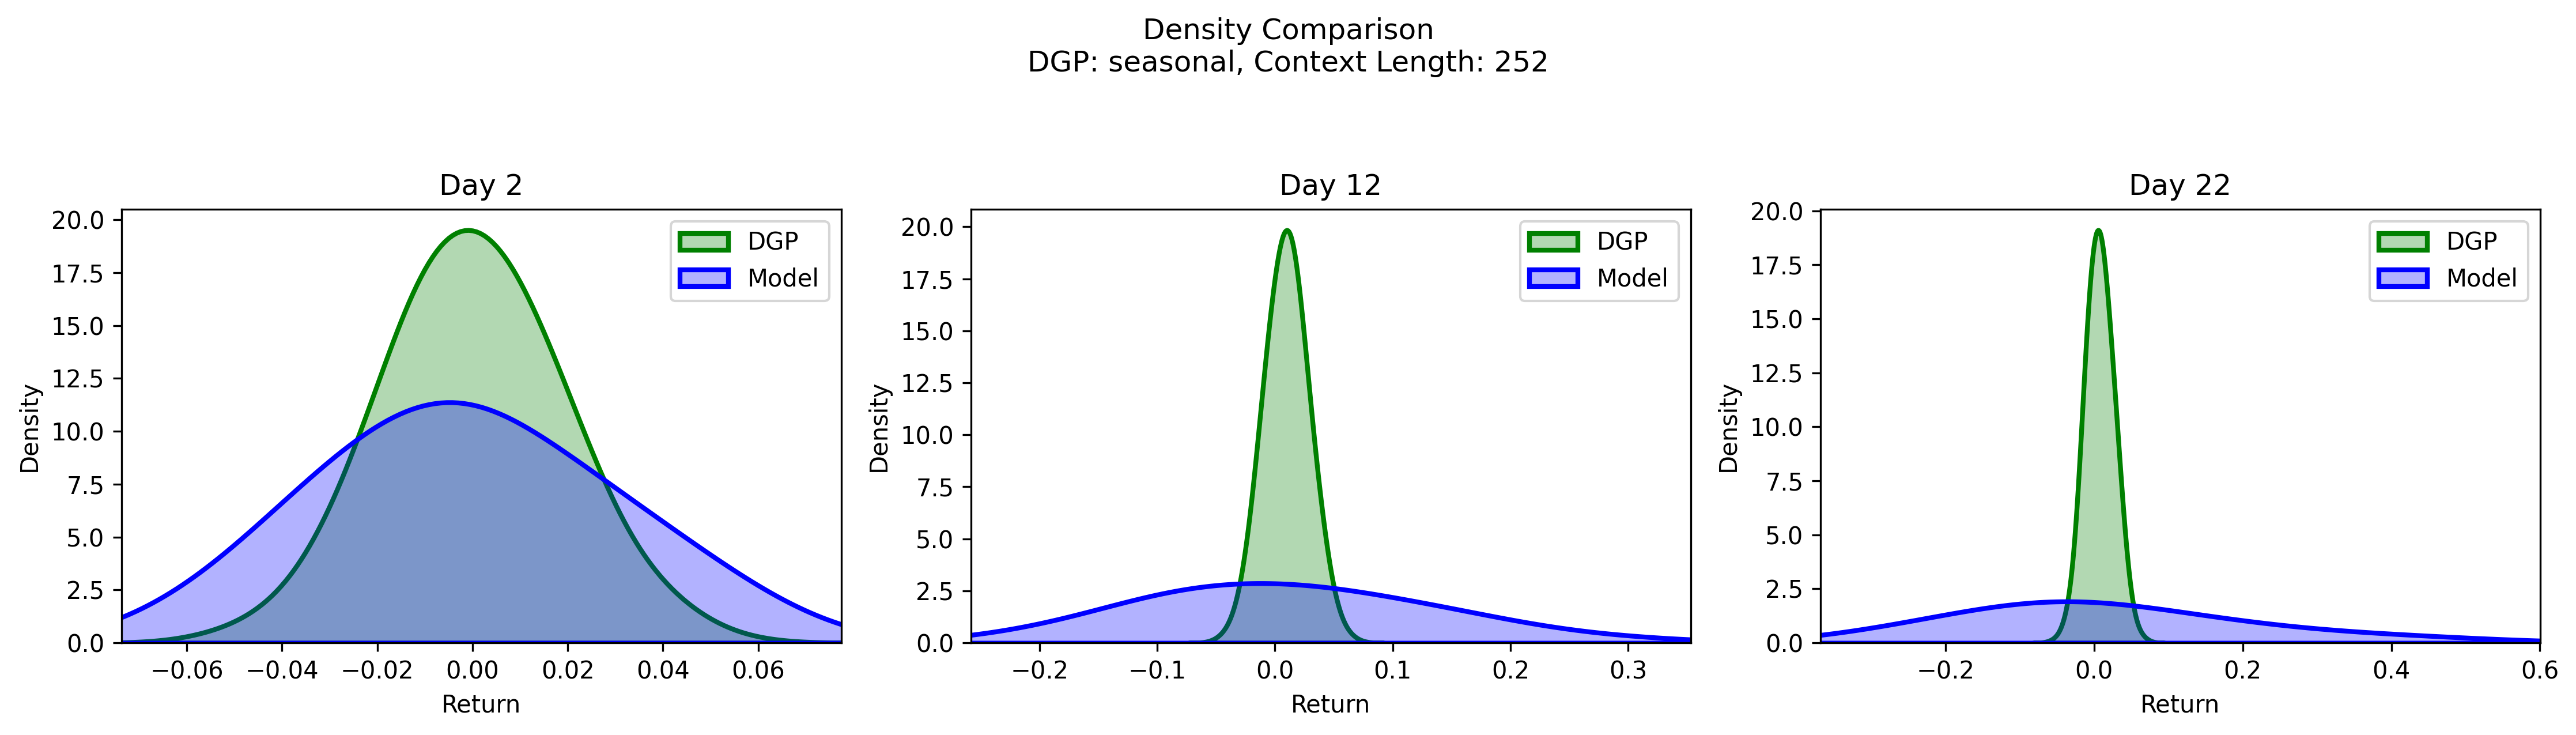 Density Comparison
DGP: seasonal, Context Length: 252
Day 2
Density
20.0
17.5
15.0
12.5
10.0
7.5
5.0
2.5
0.0
DGP
Model
−0.06 −0.04 −0.02 0.00 0.02 0.04 0.06
Return
Day 12
Density
20.0
17.5
15.0
12.5
10.0
7.5
5.0
2.5
0.0
DGP
Model
−0.2 −0.1 0.0 0.1 0.2 0.3
Return
Day 22
Density
20.0
17.5
15.0
12.5
10.0
7.5
5.0
2.5
0.0
DGP
Model
−0.2 0.0 0.2 0.4 0.6
Return